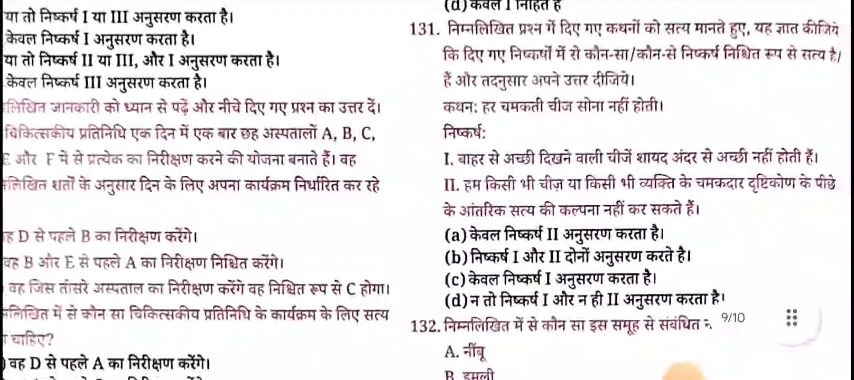 या तो निष्कर्ष I या III अनुसरण करता है।
केवल निष्कर्ष I अनुसरण करता है।
या तो निष्कर्ष II या III, और I अनुसरण करता है।
केवल निष्कर्ष III अनुसरण करता है।
लिखित जानकारी को ध्यान से पढ़ें और नीचे दिए गए प्रश्न का उत्तर दें।
चिकित्सकीय प्रतिनिधि एक दिन में एक बार छह अस्पतालों A, B, C,
E और F में से प्रत्येक का निरीक्षण करने की योजना बनाते हैं। वह
लिखित शर्तों के अनुसार दिन के लिए अपना कार्यक्रम निर्धारित कर रहे
D से पहले B का निरीक्षण करेंगे।
वह B और E से पहले A का निरीक्षण निश्चित करेंगे।
वह जिस तीसरे अस्पताल का निरीक्षण करेंगे वह निश्चित रूप से C होगा।
लिखित में से कौन सा चिकित्सकीय प्रतिनिधि के कार्यक्रम के लिए सत्य
चाहिए?
वह D से पहले A का निरीक्षण करेंगे।
(d) केवल I निहित है
131. निम्नलिखित प्रश्न में दिए गए कथनों को सत्य मानते हुए, यह ज्ञात कीजिये
कि दिए गए निष्कर्षों में से कौन-सा/कौन-से निष्कर्ष निश्चित रूप से सत्य है/
हैं और तदनुसार अपने उत्तर दीजिये।
कथन: हर चमकती चीज सोना नहीं होती।
निष्कर्ष:
I. बाहर से अच्छी दिखने वाली चीजें शायद अंदर से अच्छी नहीं होती हैं।
II. हम किसी भी चीज़ या किसी भी व्यक्ति के चमकदार दृष्टिकोण के पीछे
के आंतरिक सत्य की कल्पना नहीं कर सकते हैं।
(a) केवल निष्कर्ष II अनुसरण करता है।
(b) निष्कर्ष I और II दोनों अनुसरण करते है।
(c) केवल निष्कर्ष I अनुसरण करता है।
(d) न तो निष्कर्ष I और न ही II अनुसरण करता है।
132. निम्नलिखित में से कौन सा इस समूह से संबंधित न
9/10
A. नींबू
B. इमली